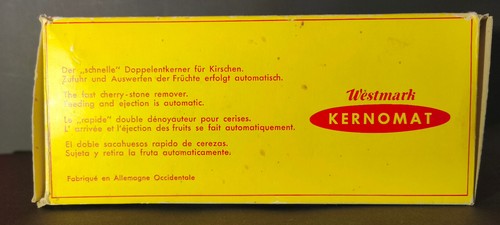 Der „schnelle" Doppelentkerner für Kirschen.
Zufuhr und Auswerfen der Früchte erfolgt automatisch.
The fast cherry-stone remover.
Feeding and ejection is automatic.
Le „rapide" double dénoyauteur pour cerises.
L' arrivée et l'éjection des fruits se fait automatiquement.
El doble sacahuesos rapido de cerezas.
Sujeta y retira la fruta automaticamente.
Fabriqué en Allemagne Occidentale
Westmark
KERNOMAT